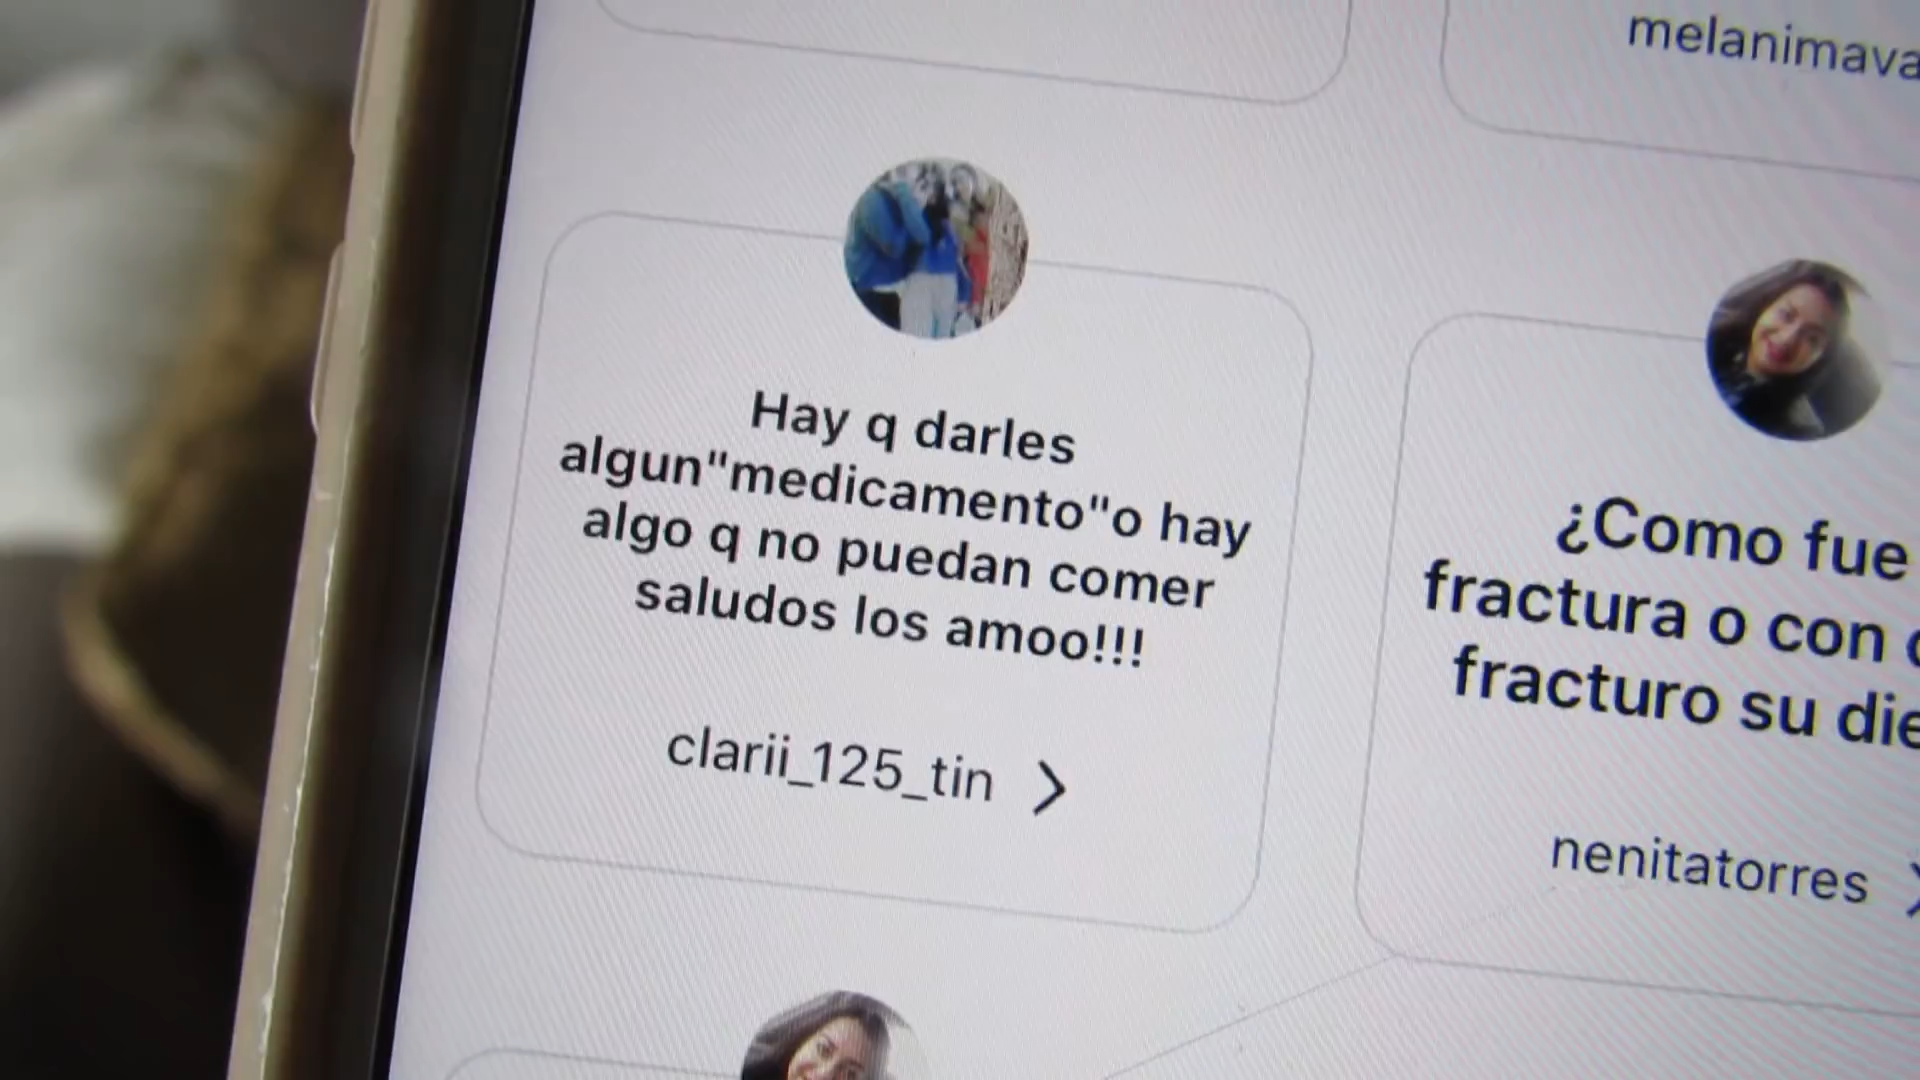 melanimava
Hay q darles
algun"medicamento"o hay
algo q no puedan comer
saludos los amoo!!!
clarii_125_tin
¿Como fue
fractura o con
fracturo su die
nenitatorres